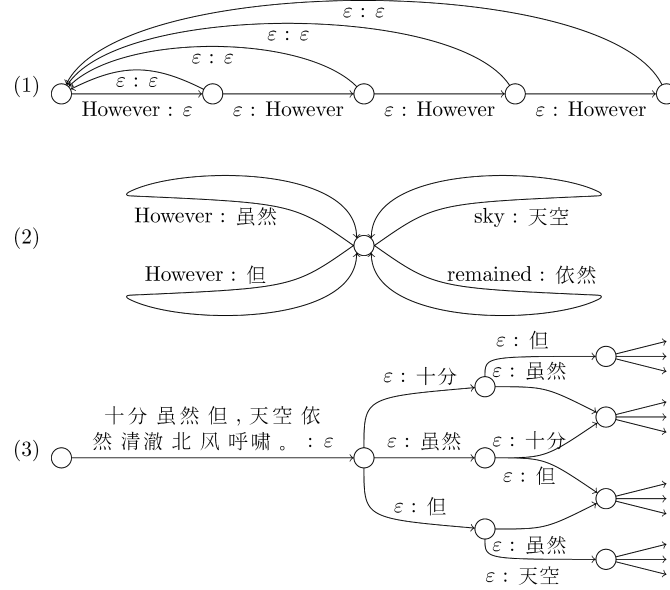 ε : ε
ε : ε
ε : ε
ε : ε
(1)
However : ε ε : However ε : However ε : However
However : 虽然 sky : 天空
(2)
However : 但 remained : 依然
ε : 但
ε : 十分 ε : 虽然
十分 虽然 但 , 天空 依
然 清澈 北 风 呼啸 。 : ε ε : 虽然 ε : 十分
(3)
ε : 但
ε : 但
ε : 虽然
ε : 天空